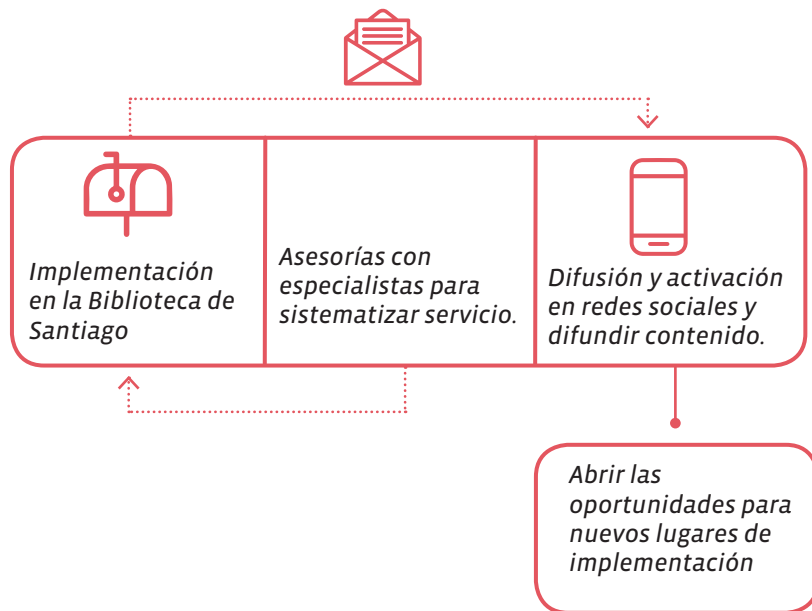 Implementación
en la Biblioteca de
Santiago
Asesorías con
especialistas para
sistematizar servicio.
Difusión y activación
en redes sociales y
difundir contenido.
Abrir las
oportunidades para
nuevos lugares de
implementación